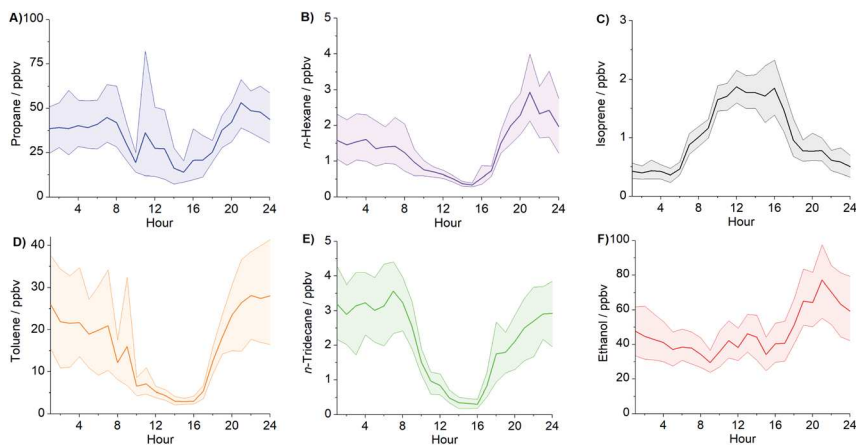 A) 100 75 50 25 0
Propane / ppbv
4 8 12 16 20 24
Hour
B) 5 4 3 2 1 0
n-Hexane / ppbv
4 8 12 16 20 24
Hour
C) 3 2 1 0
Isoprene / ppbv
4 8 12 16 20 24
Hour
D) 40 30 20 10 0
Toluene / ppbv
4 8 12 16 20 24
Hour
E) 5 4 3 2 1 0
n-Tridecane / ppbv
4 8 12 16 20 24
Hour
F) 100 80 60 40 20 0
Ethanol / ppbv
4 8 12 16 20 24
Hour